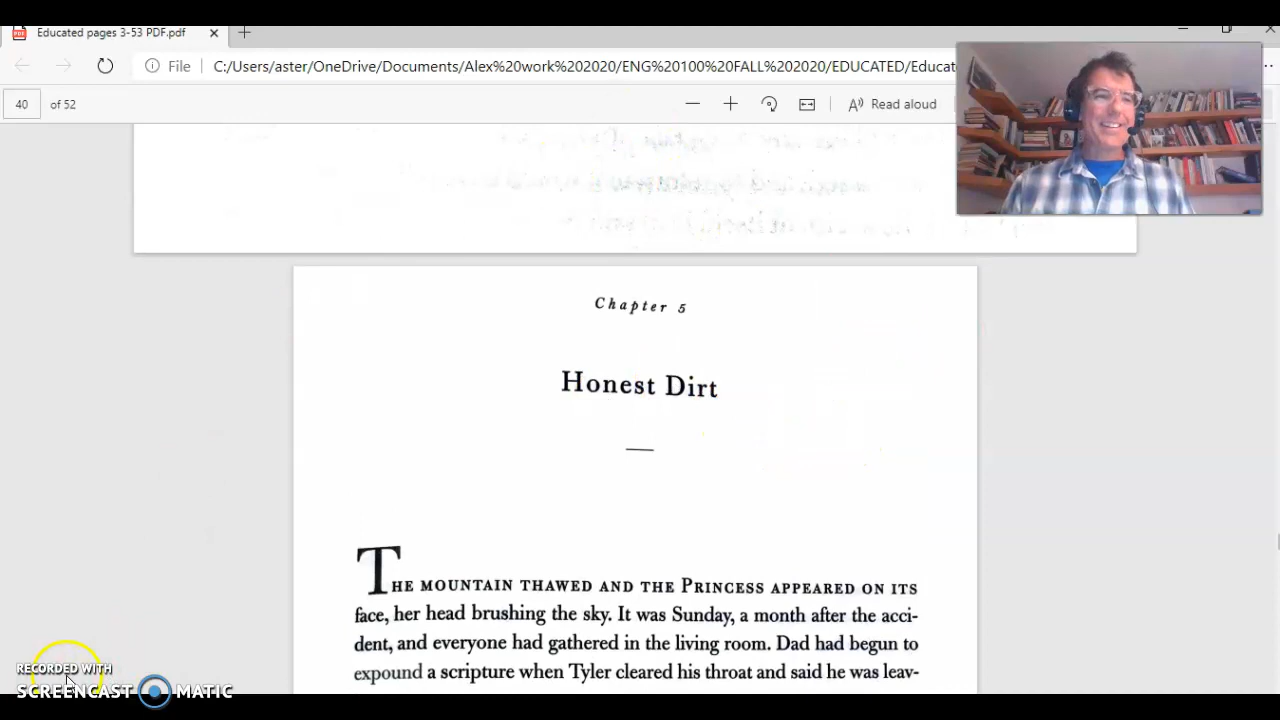 Educated pages 3-53 PDF.pdf
File
C:/Users/aster/OneDrive/Documents/Alex%20work%202020/ENG%20100%20FALL%202020/EDUCATED/Educat
40 of 52
Read aloud
Chapter 5
Honest Dirt
THE MOUNTAIN THAWED AND THE PRINCESS APPEARED ON ITS
face, her head brushing the sky. It was Sunday, a month after the acci-
dent, and everyone had gathered in the living room. Dad had begun to
expound a scripture when Tyler cleared his throat and said he was leav-
RECORDED WITH
SCREENCAST MATIC